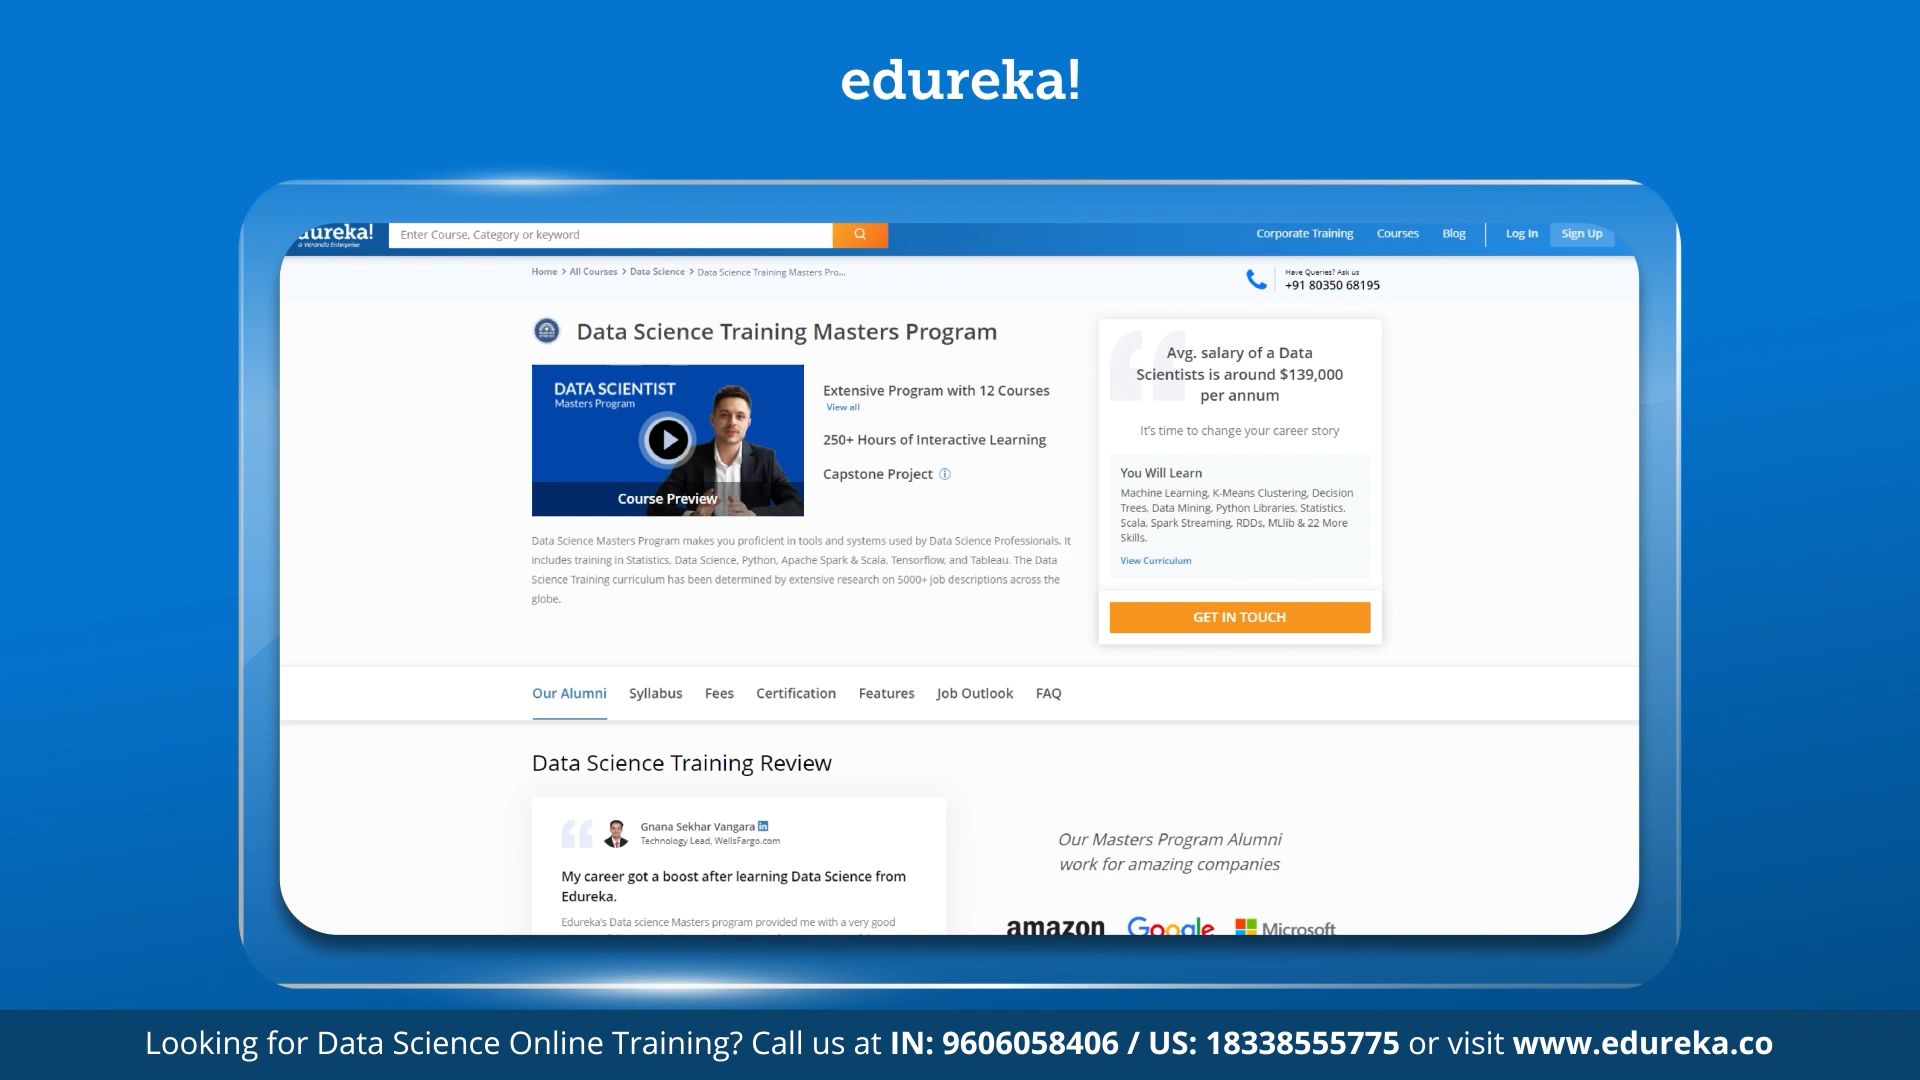 edureka!
edureka!
a Veranda Enterprise
Enter Course, Category or keyword
Corporate Training
Courses
Blog
Log In
Sign Up
Home > All Courses > Data Science > Data Science Training Masters Pro...
Have Queries? Ask us
+91 80350 68195
Data Science Training Masters Program
DATA SCIENTIST
Masters Program
Course Preview
Extensive Program with 12 Courses
View all
250+ Hours of Interactive Learning
Capstone Project
Data Science Masters Program makes you proficient in tools and systems used by Data Science Professionals. It
includes training in Statistics, Data Science, Python, Apache Spark & Scala, Tensorflow, and Tableau. The Data
Science Training curriculum has been determined by extensive research on 5000+ job descriptions across the
globe.
Avg. salary of a Data
Scientists is around $139,000
per annum
It's time to change your career story
You Will Learn
Machine Learning, K-Means Clustering, Decision
Trees, Data Mining, Python Libraries, Statistics,
Scala, Spark Streaming, RDDs, MLlib & 22 More
Skills.
View Curriculum
GET IN TOUCH
Our Alumni
Syllabus
Fees
Certification
Features
Job Outlook
FAQ
Data Science Training Review
Gnana Sekhar Vangara
Technology Lead, WellsFargo.com
My career got a boost after learning Data Science from
Edureka.
Edureka's Data science Masters program provided me with a very good
Our Masters Program Alumni
work for amazing companies
amazon
Google
Microsoft
Looking for Data Science Online Training? Call us at IN: 9606058406 / US: 18338555775 or visit www.edureka.co